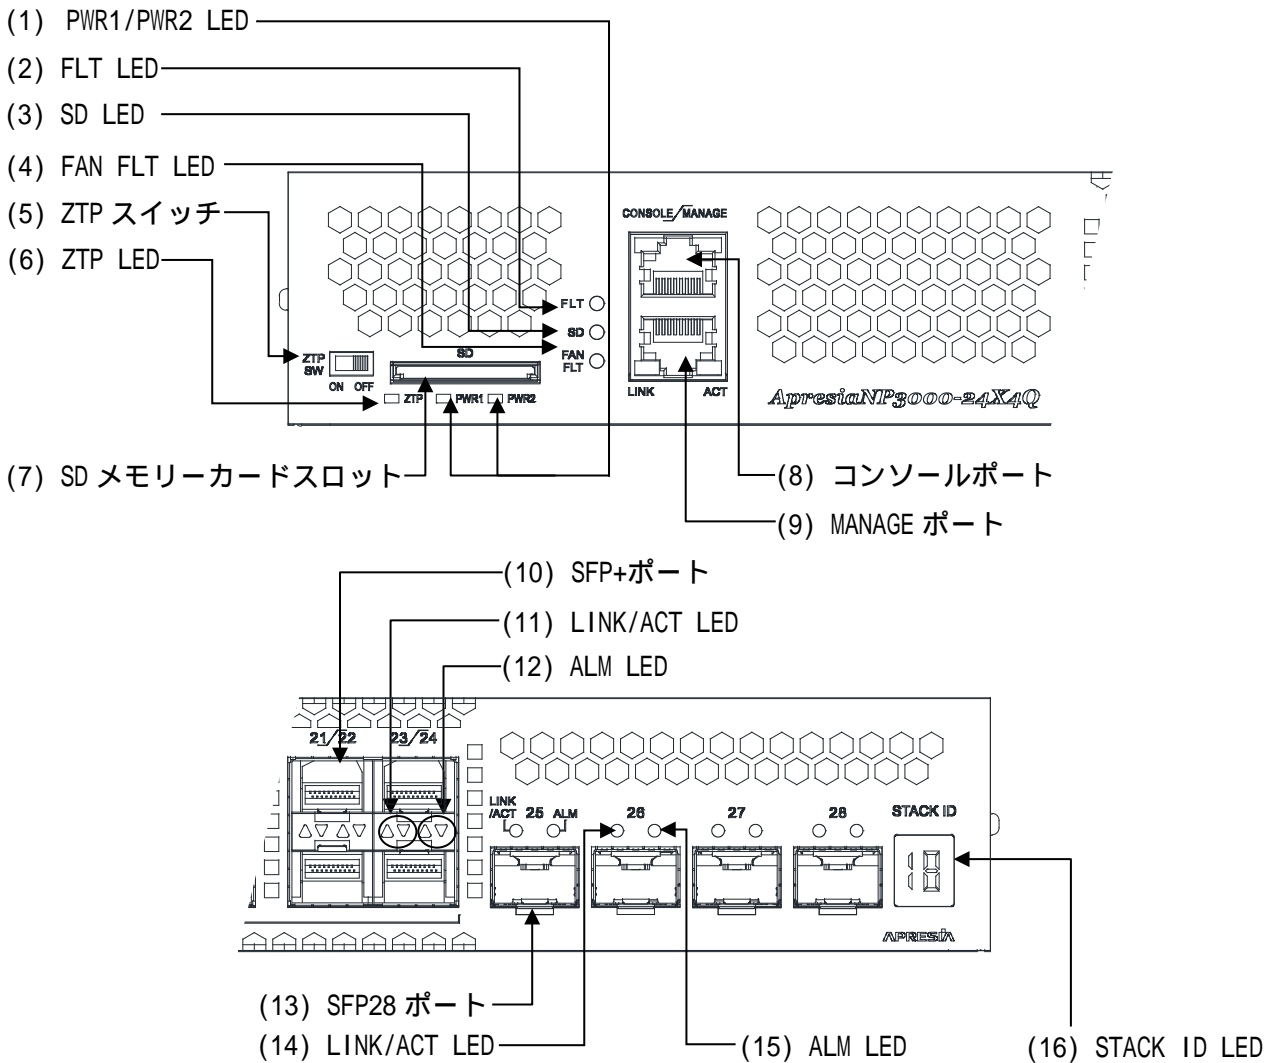 (1) PWR1/PWR2 LED
(2) FLT LED
(3) SD LED
(4) FAN FLT LED
(5) ZTP スイッチ
(6) ZTP LED
CONSOLE/MANAGE
FLT
SD
FAN
FLT
ZTP
SW
ON OFF
SD
ZTP PWR1 PWR2
LINK ACT
ApresiaNP3000-24X4Q
(7) SD メモリーカードスロット
(8) コンソールポート
(9) MANAGE ポート
(10) SFP+ポート
(11) LINK/ACT LED
(12) ALM LED
21/22 23/24
LINK
/ACT 25 ALM 26 27 28 STACK ID
18
APRESIA
(13) SFP28 ポート
(14) LINK/ACT LED
(15) ALM LED
(16) STACK ID LED